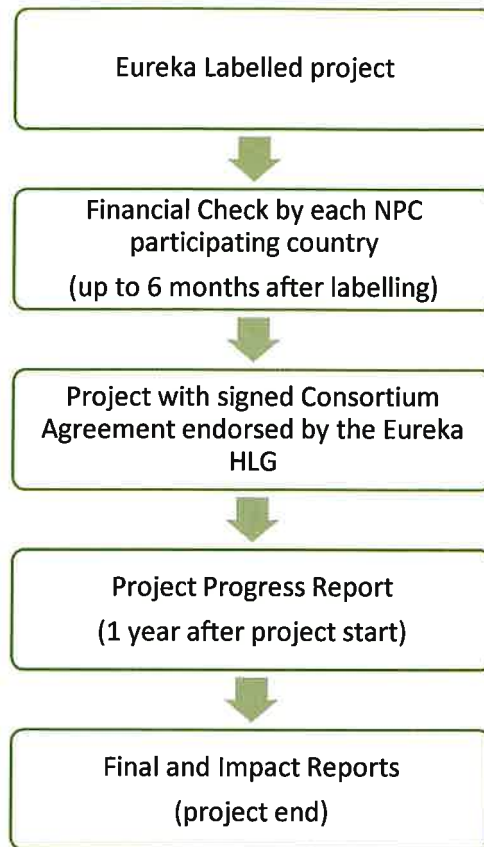 Eureka Labelled project
Financial Check by each NPC
participating country
(up to 6 months after labelling)
Project with signed Consortium
Agreement endorsed by the Eureka
HLG
Project Progress Report
(1 year after project start)
Final and Impact Reports
(project end)